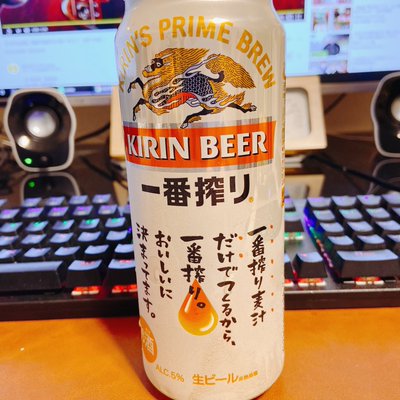 KIRIN'S PRIME BREW
KIRIN BEER
一番搾り
一番搾り麦汁
だけでつくるから、
一番搾り。
おいしいに
決まってます。
酒
ALC.5%
生ビール